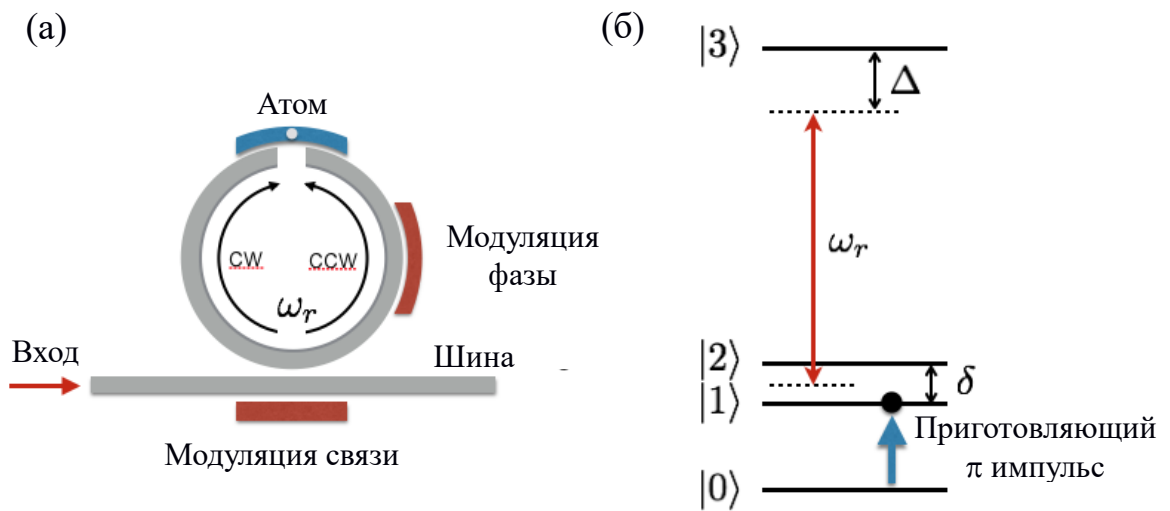 (а)
Атом
CW
CCW
ω_r
Модуляция
фазы
Вход
Шина
Модуляция связи
(б)
|3⟩
Δ
ω_r
|2⟩
|1⟩
δ
Приготовляющий
π импульс
|0⟩